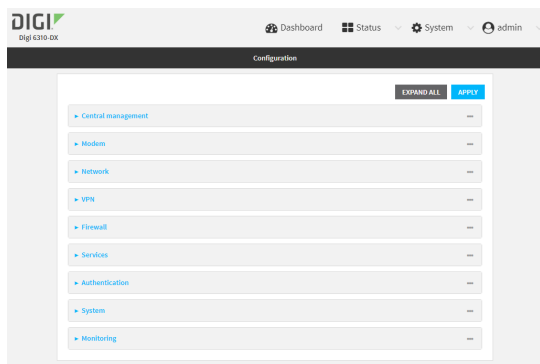 DIGI
Digi 6310-DX
Dashboard Status System admin
Configuration
EXPAND ALL APPLY
Central management
Modem
Network
VPN
Firewall
Services
Authentication
System
Monitoring